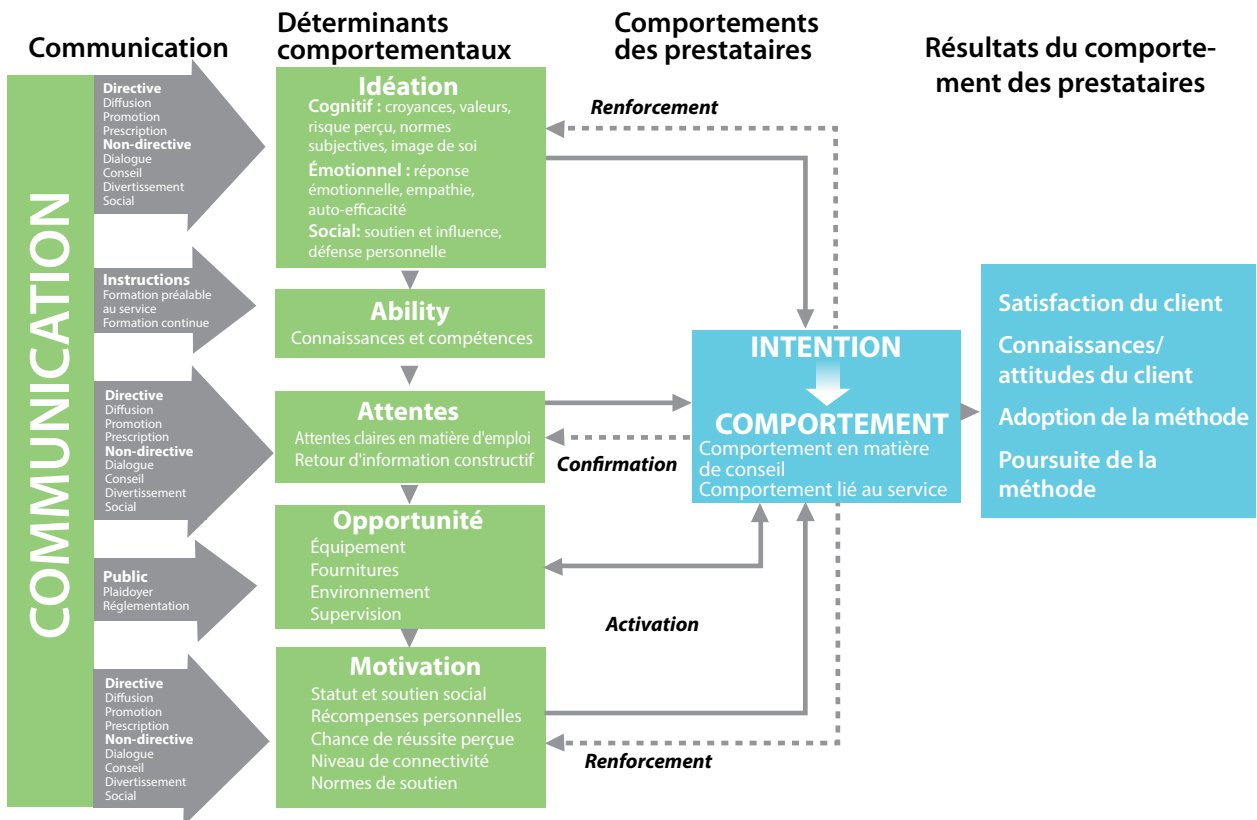 Communication
Déterminants
comportementaux
Comportements
des prestataires
Résultats du comporte-
ment des prestataires
COMMUNICATION
Directive
Diffusion
Promotion
Prescription
Non-directive
Dialogue
Conseil
Divertissement
Social
Instructions
Formation préalable
au service
Formation continue
Directive
Diffusion
Promotion
Prescription
Non-directive
Dialogue
Conseil
Divertissement
Social
Public
Plaidoyer
Réglementation
Directive
Diffusion
Promotion
Prescription
Non-directive
Dialogue
Conseil
Divertissement
Social
Idéation
Cognitif : croyances, valeurs,
risque perçu, normes
subjectives, image de soi
Émotionnel : réponse
émotionnelle, empathie,
auto-efficacité
Social: soutien et influence,
défense personnelle
Ability
Connaissances et compétences
Attentes
Attentes claires en matière d'emploi
Retour d'information constructif
Opportunité
Équipement
Fournitures
Environnement
Supervision
Motivation
Statut et soutien social
Récompenses personnelles
Chance de réussite perçue
Niveau de connectivité
Normes de soutien
Renforcement
Confirmation
Activation
Renforcement
INTENTION
COMPORTEMENT
Comportement en matière
de conseil
Comportement lié au service
Satisfaction du client
Connaissances/
attitudes du client
Adoption de la méthode
Poursuite de la
méthode